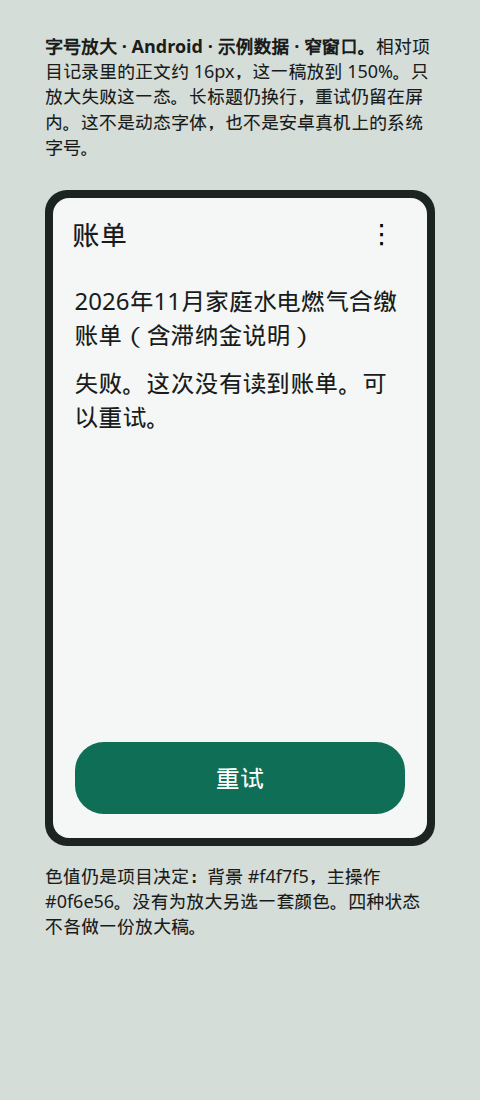 字号放大 · Android · 示例数据 · 窄窗口。相对项
目记录里的正文约 16px，这一稿放到 150%。只
放大失败这一态。长标题仍换行，重试仍留在屏
内。这不是动态字体，也不是安卓真机上的系统
字号。
账单
⋮
2026年11月家庭水电燃气合缴
账单（含滞纳金说明）
失败。这次没有读到账单。可
以重试。
重试
色值仍是项目决定：背景 #f4f7f5，主操作
#0f6e56。没有为放大另选一套颜色。四种状态
不各做一份放大稿。